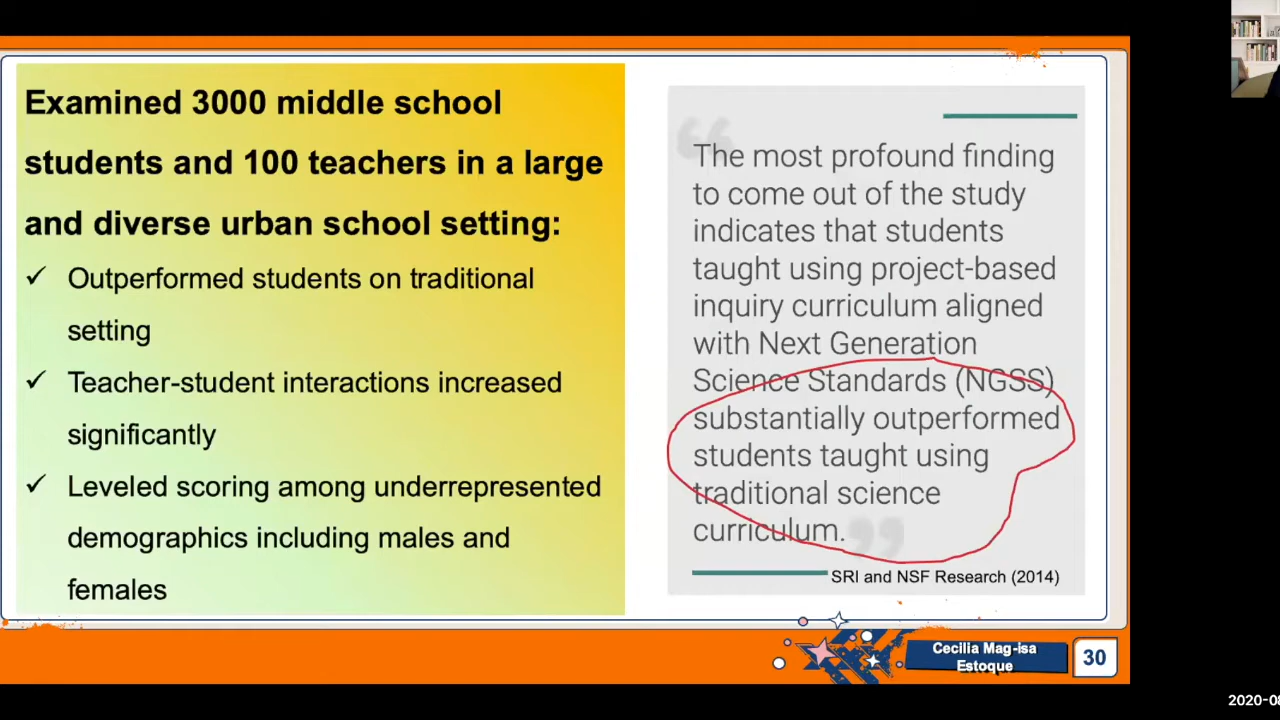 Examined 3000 middle school
students and 100 teachers in a large
and diverse urban school setting:
✓ Outperformed students on traditional
setting
✓ Teacher-student interactions increased
significantly
✓ Leveled scoring among underrepresented
demographics including males and
females
“
The most profound finding
to come out of the study
indicates that students
taught using project-based
inquiry curriculum aligned
with Next Generation
Science Standards (NGSS)
substantially outperformed
students taught using
traditional science
curriculum.
”
SRI and NSF Research (2014)
Cecilia Mag-isa
Estoque
30